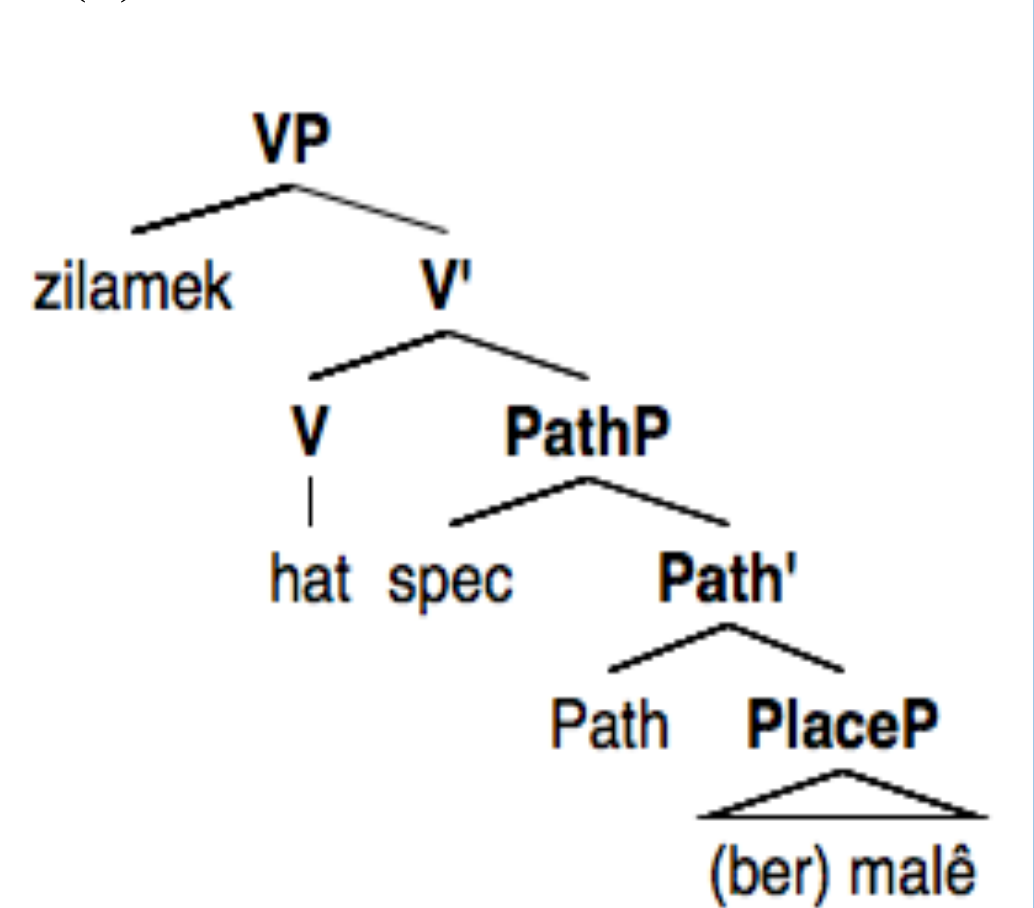 VP
zilamek V'
V PathP
hat spec Path'
Path PlaceP
(ber) malê